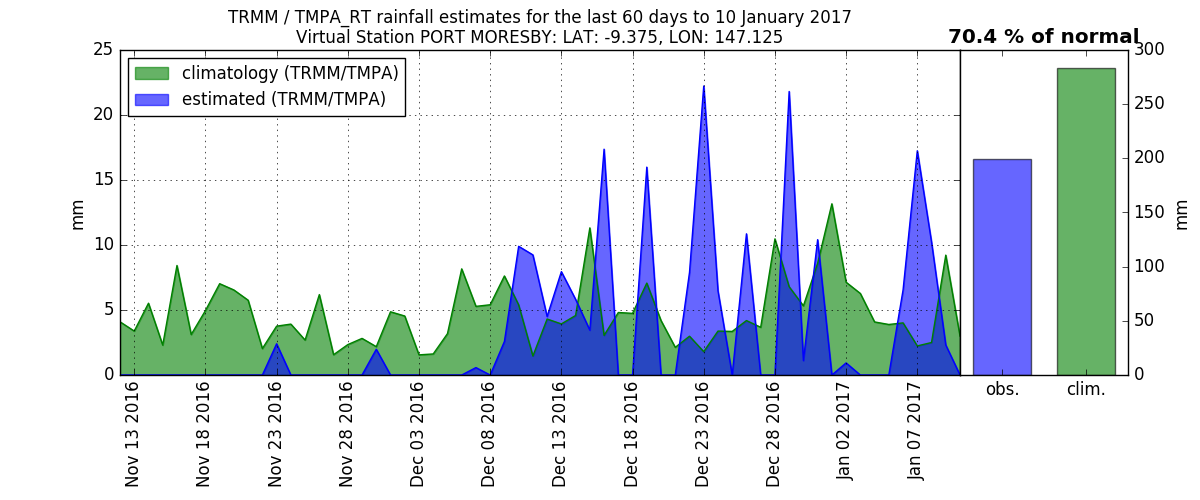 TRMM / TMPA_RT rainfall estimates for the last 60 days to 10 January 2017
Virtual Station PORT MORESBY: LAT: -9.375, LON: 147.125
70.4 % of normal
climatology (TRMM/TMPA)
estimated (TRMM/TMPA)
25
20
15
10
5
0
mm
300
250
200
150
100
50
0
mm
Nov 13 2016
Nov 18 2016
Nov 23 2016
Nov 28 2016
Dec 03 2016
Dec 08 2016
Dec 13 2016
Dec 18 2016
Dec 23 2016
Dec 28 2016
Jan 02 2017
Jan 07 2017
obs.
clim.